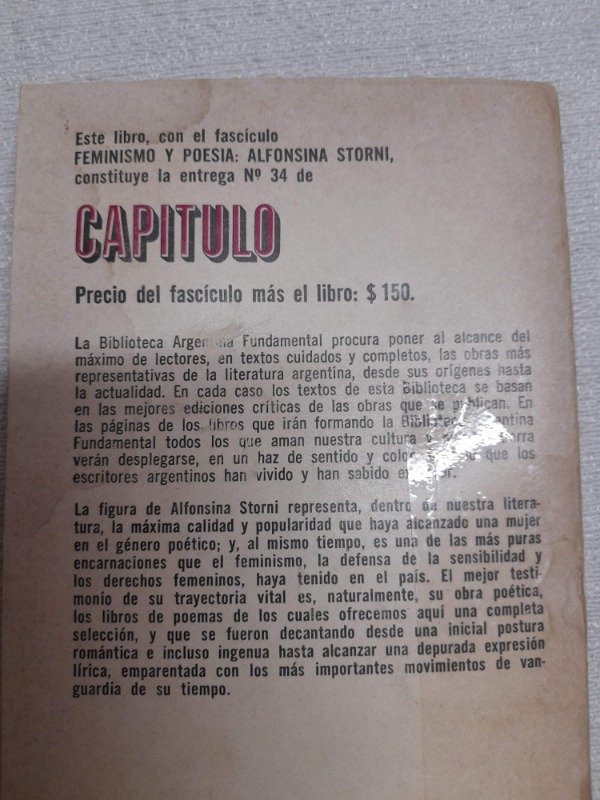 Este libro, con el fascículo
FEMINISMO Y POESIA: ALFONSINA STORNI,
constituye la entrega Nº 34 de
CAPITULO
Precio del fascículo más el libro: $ 150.
La Biblioteca Argentina Fundamental procura poner al alcance del
máximo de lectores, en textos cuidados y completos, las obras más
representativas de la literatura argentina, desde sus orígenes hasta
la actualidad. En cada caso los textos de esta Biblioteca se basan
en las mejores ediciones críticas de las obras que se publican. En
las páginas de los libros que irán formando la Biblioteca Argentina
Fundamental todos los que aman nuestra cultura y
verán desplegarse, en un haz de sentido y que los
escritores argentinos han vivido y han sabido
La figura de Alfonsina Storni representa, dentro de nuestra litera-
tura, la máxima calidad y popularidad que haya alcanzado una mujer
en el género poético; y, al mismo tiempo, es una de las más puras
encarnaciones que el feminismo, la defensa de la sensibilidad y
los derechos femeninos, haya tenido en el país. El mejor testi-
monio de su trayectoria vital es, naturalmente, su obra poética,
los libros de poemas de los cuales ofrecemos aquí una completa
selección, y que se fueron decantando desde una inicial postura
romántica e incluso ingenua hasta alcanzar una depurada expresión
lírica, emparentada con los más importantes movimientos de van-
guardia de su tiempo.